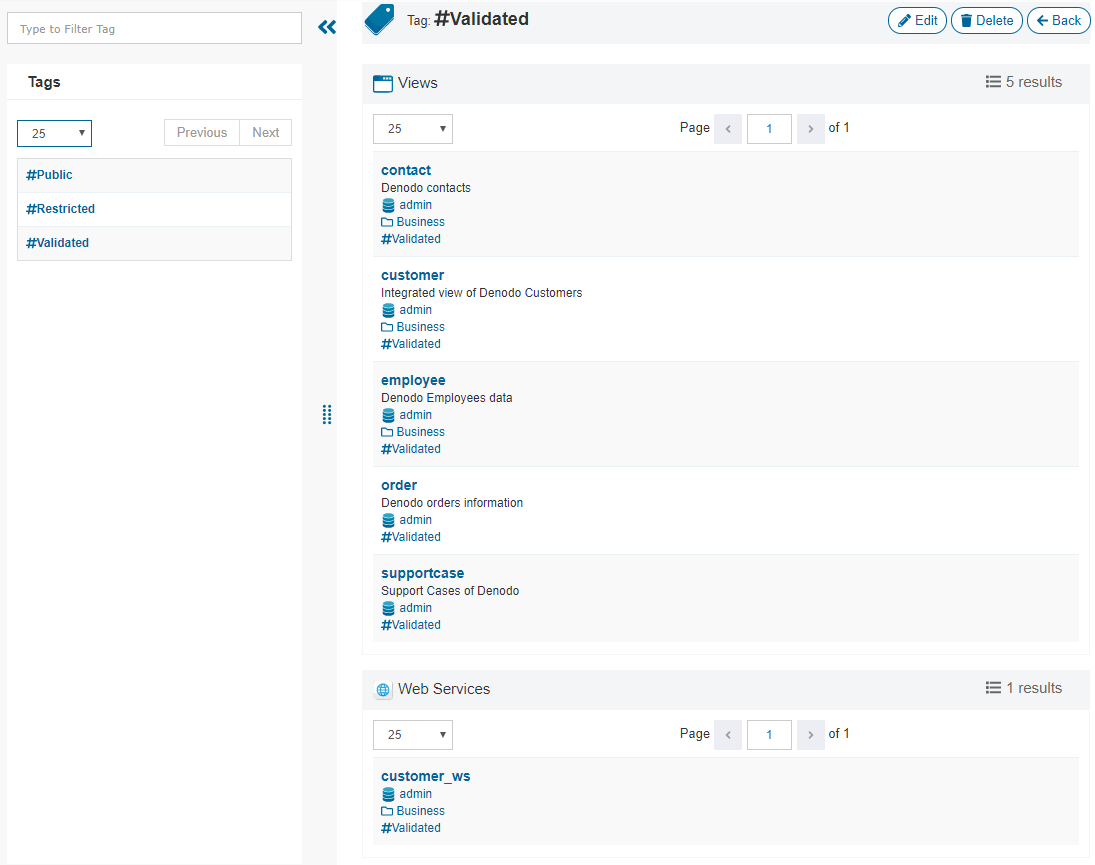 Type to Filter Tag
Tags
25
Previous Next
#Public
#Restricted
#Validated
Tag: #Validated
Edit Delete Back
Views
5 results
25
Page 1 of 1
contact
Denodo contacts
admin
Business
#Validated
customer
Integrated view of Denodo Customers
admin
Business
#Validated
employee
Denodo Employees data
admin
Business
#Validated
order
Denodo orders information
admin
#Validated
supportcase
Support Cases of Denodo
admin
#Validated
Web Services
1 results
25
Page 1 of 1
customer_ws
admin
Business
#Validated